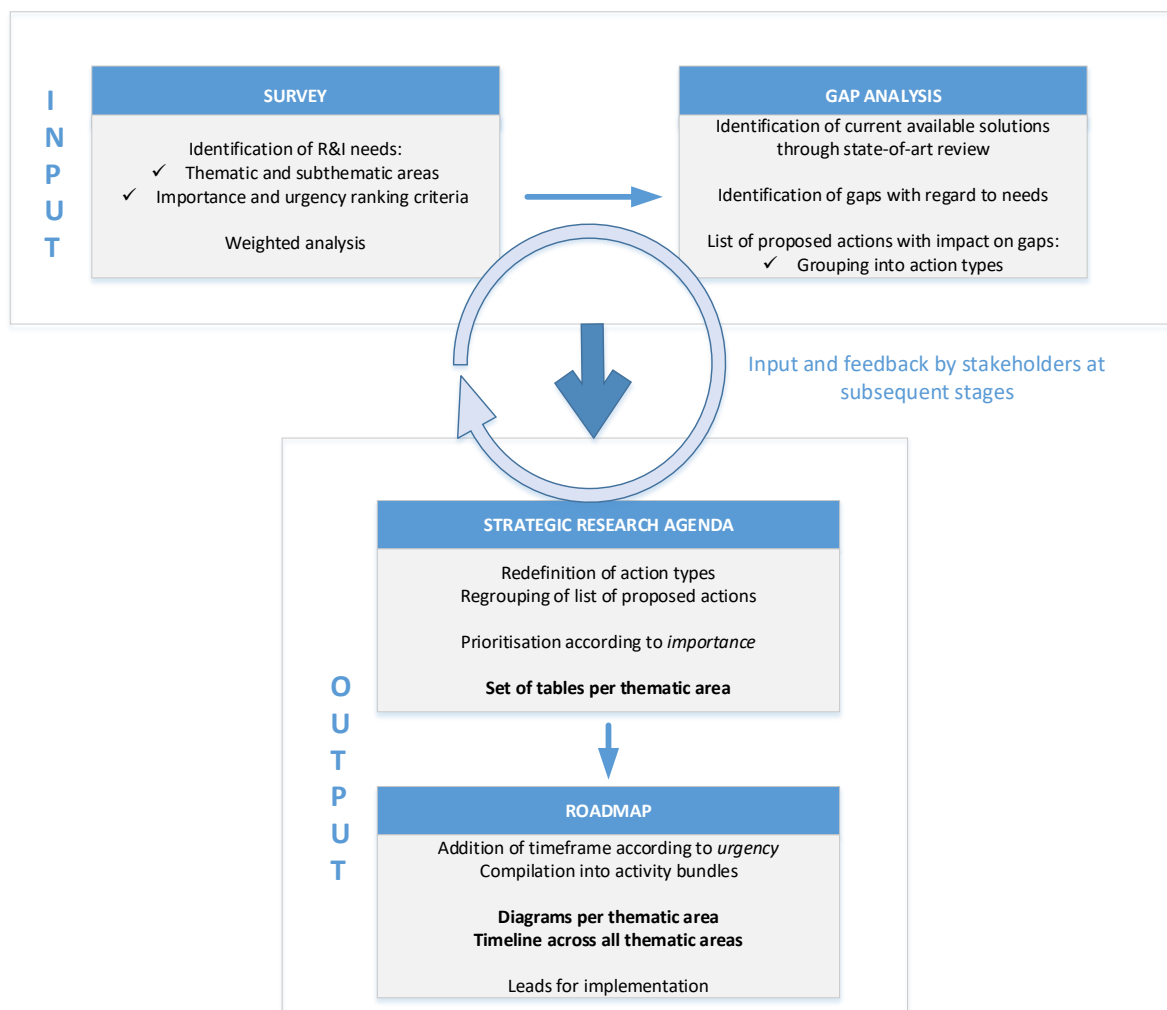 INPUT
SURVEY
Identification of R&I needs:
✓ Thematic and subthematic areas
✓ Importance and urgency ranking criteria
Weighted analysis
GAP ANALYSIS
Identification of current available solutions
through state-of-art review
Identification of gaps with regard to needs
List of proposed actions with impact on gaps:
✓ Grouping into action types
Input and feedback by stakeholders at
subsequent stages
OUTPUT
STRATEGIC RESEARCH AGENDA
Redefinition of action types
Regrouping of list of proposed actions
Prioritisation according to importance
Set of tables per thematic area
ROADMAP
Addition of timeframe according to urgency
Compilation into activity bundles
Diagrams per thematic area
Timeline across all thematic areas
Leads for implementation